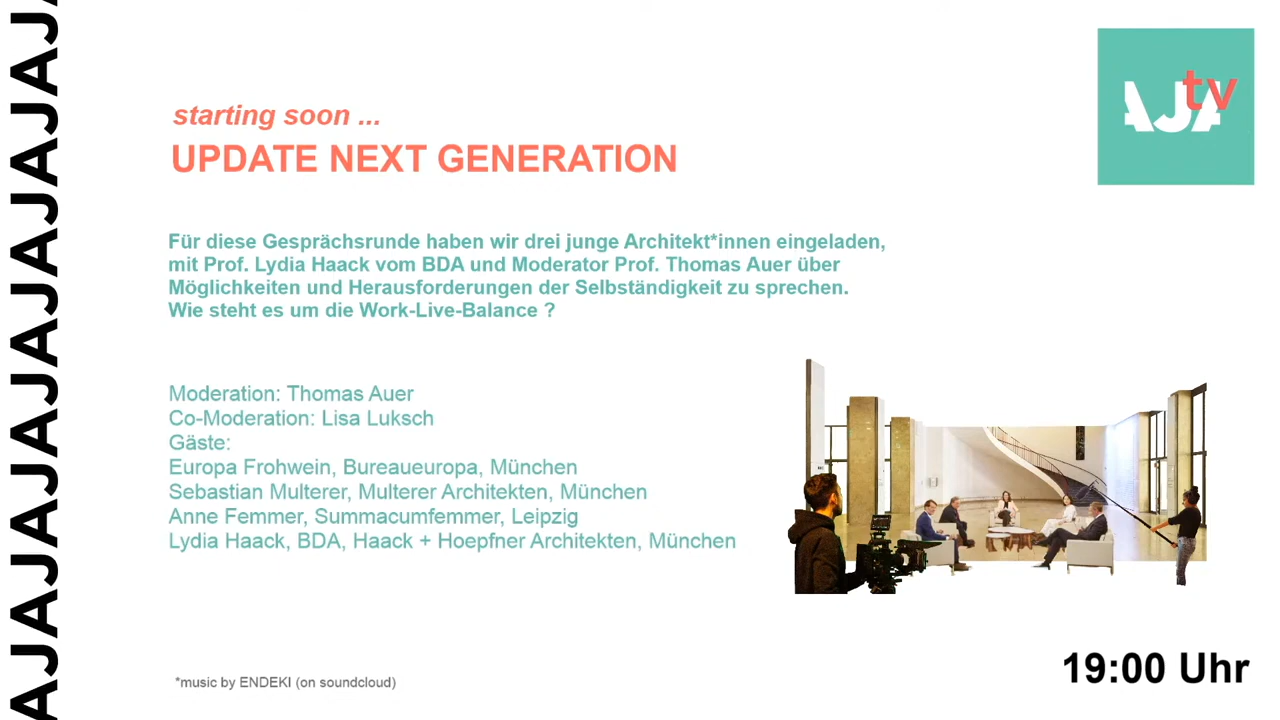 AJAJAJAJAJAJAJAJAJA
AJA tv
starting soon ...
UPDATE NEXT GENERATION
Für diese Gesprächsrunde haben wir drei junge Architekt*innen eingeladen,
mit Prof. Lydia Haack vom BDA und Moderator Prof. Thomas Auer über
Möglichkeiten und Herausforderungen der Selbständigkeit zu sprechen.
Wie steht es um die Work-Live-Balance ?
Moderation: Thomas Auer
Co-Moderation: Lisa Luksch
Gäste:
Europa Frohwein, Bureaueuropa, München
Sebastian Multerer, Multerer Architekten, München
Anne Femmer, Summacumfemmer, Leipzig
Lydia Haack, BDA, Haack + Hoepfner Architekten, München
*music by ENDEKI (on soundcloud)
19:00 Uhr